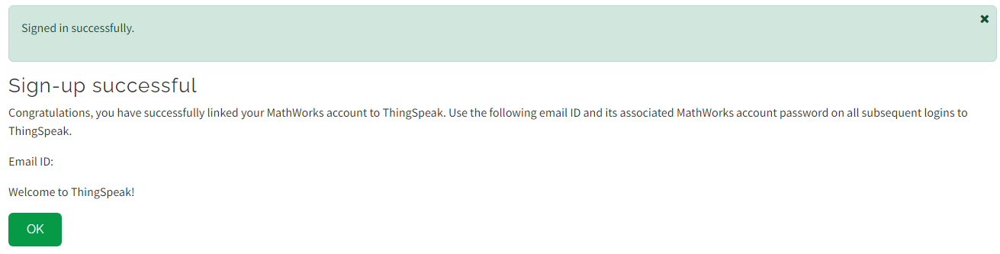 Signed in successfully.
Sign-up successful
Congratulations, you have successfully linked your MathWorks account to ThingSpeak. Use the following email ID and its associated MathWorks account password on all subsequent logins to
ThingSpeak.
Email ID:
Welcome to ThingSpeak!
OK